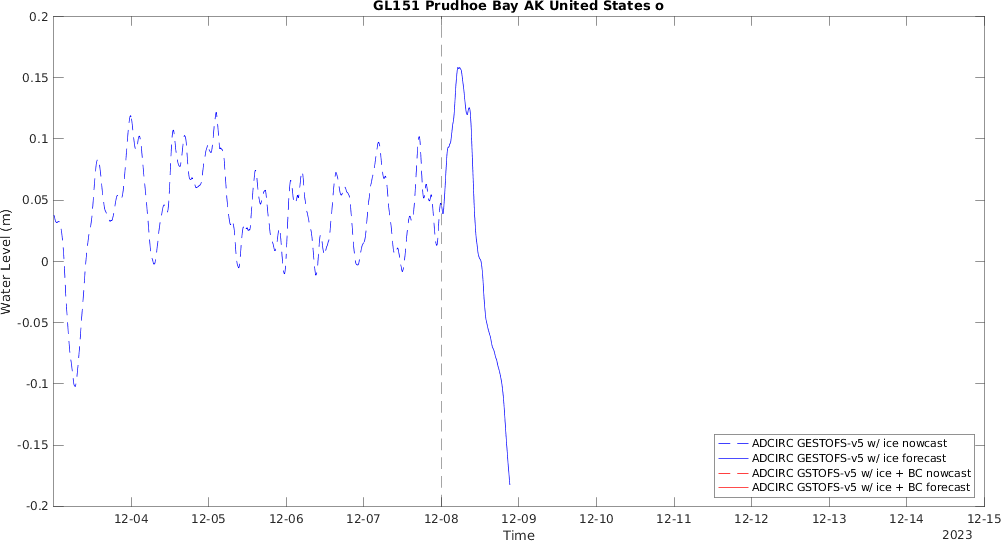 GL151 Prudhoe Bay AK United States o
0.2
0.15
0.1
0.05
0
-0.05
-0.1
-0.15
-0.2
Water Level (m)
ADCIRC GESTOFS-v5 w/ ice nowcast
ADCIRC GESTOFS-v5 w/ ice forecast
ADCIRC GSTOFS-v5 w/ ice + BC nowcast
ADCIRC GSTOFS-v5 w/ ice + BC forecast
12-04 12-05 12-06 12-07 12-08 12-09 12-10 12-11 12-12 12-13 12-14 12-15
Time
2023